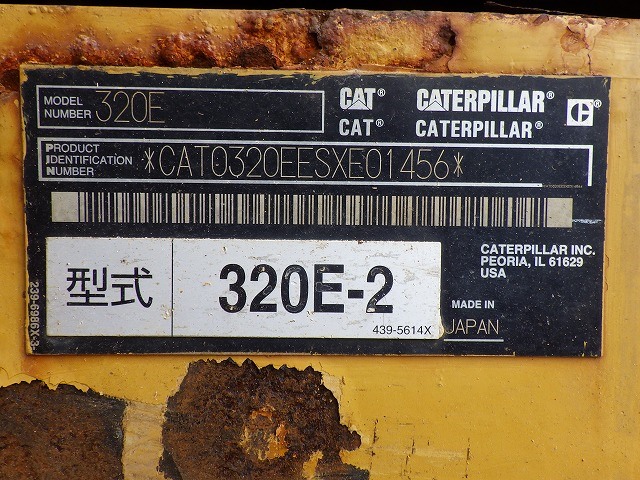 MODEL NUMBER 320E
CAT® CATERPILLAR® C®
CAT® CATERPILLAR®
PRODUCT IDENTIFICATION NUMBER *CAT0320EESXE01456*
型式 320E-2
439-5614X
CATERPILLAR INC.
PEORIA, IL 61629
USA
MADE IN
JAPAN
239-6986X-3